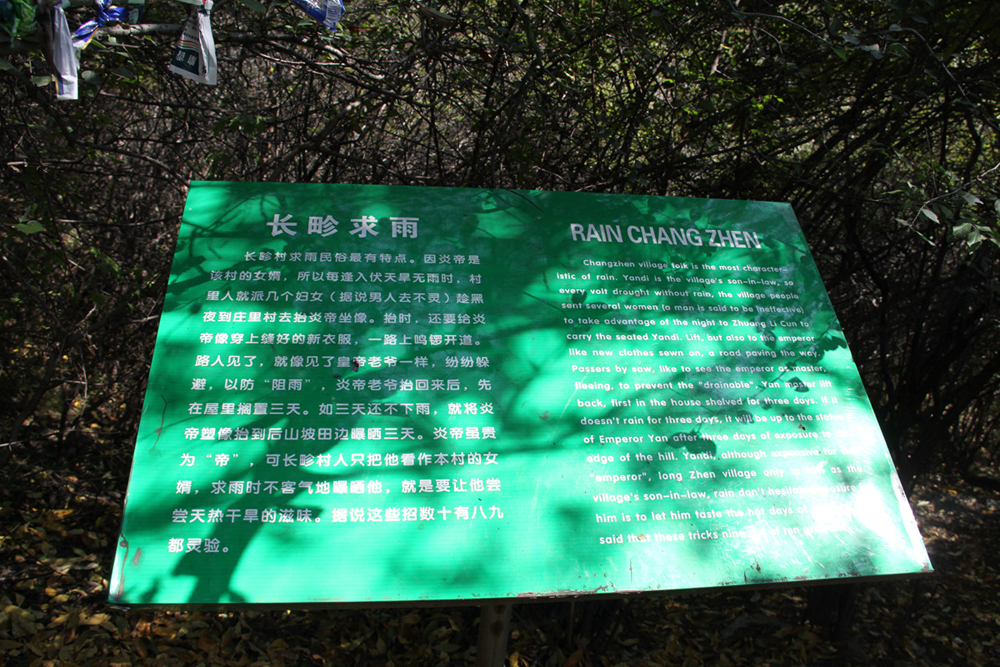 长畛求雨
长畛村求雨民俗最有特点。因炎帝是
该村的女婿，所以每逢入伏天旱无雨时，村
里人就派几个妇女（据说男人去不灵）趁黑
夜到庄里村去抬炎帝坐像。抬时，还要给炎
帝像穿上缝好的新衣服，一路上鸣锣开道。
路人见了，就像见了皇帝老爷一样，纷纷躲
避，以防“阻雨”，炎帝老爷抬回来后，先
在屋里搁置三天。如三天还不下雨，就将炎
帝塑像抬到后山坡田边曝晒三天。炎帝虽贵
为“帝”，可长畛村人只把他看作本村的女
婿，求雨时不客气地曝晒他，就是要让他尝
尝天热干旱的滋味。据说这些招数十有八九
都灵验。
RAIN CHANG ZHEN
Changzhen village folk is the most character-
istic of rain. Yandi is the village's son-in-law, so
every volt drought without rain, the village people
sent several women (a man is said to be ineffective)
to take advantage of the night to Zhuang Li Cun to
carry the seated Yandi. Lift, but also to the emperor
like new clothes sewn on, a road paving the way.
Passers by saw, like to see the emperor as master,
fleeing, to prevent the "drainable", Yan master lift
back, first in the house shelved for three days. If it
doesn't rain for three days, it will be up to the statue
of Emperor Yan after three days of exposure to
edge of the hill. Yandi, although expensive for
"emperor", long Zhen village only as the
village's son-in-law, rain don't hesitate exposure
him is to let him taste the hot days of
said that these tricks nine of ten